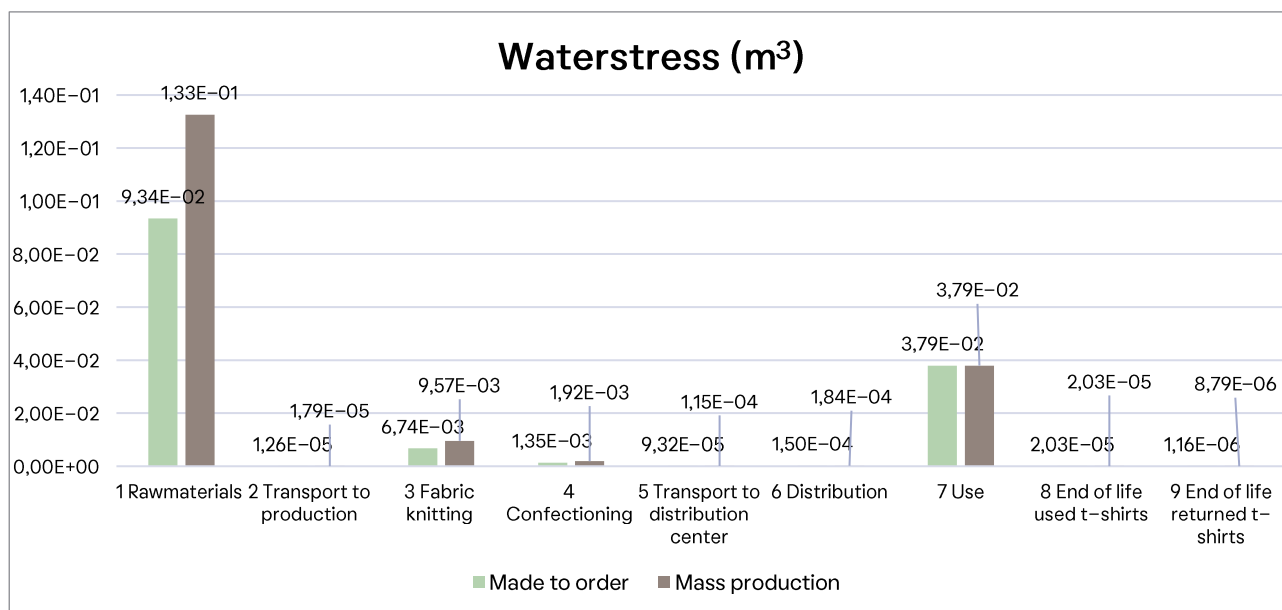 Waterstress (m³)
1,40E−01
1,20E−01
1,00E−01
8,00E−02
6,00E−02
4,00E−02
2,00E−02
0,00E+00
9,34E−02
1,33E−01
1,26E−05
1,79E−05
6,74E−03
9,57E−03
1,35E−03
1,92E−03
9,32E−05
1,15E−04
1,50E−04
1,84E−04
3,79E−02
3,79E−02
2,03E−05
2,03E−05
1,16E−06
8,79E−06
1 Rawmaterials
2 Transport to
production
3 Fabric
knitting
4
Confectioning
5 Transport to
distribution
center
6 Distribution
7 Use
8 End of life
used t−shirts
9 End of life
returned t−
shirts
Made to order
Mass production